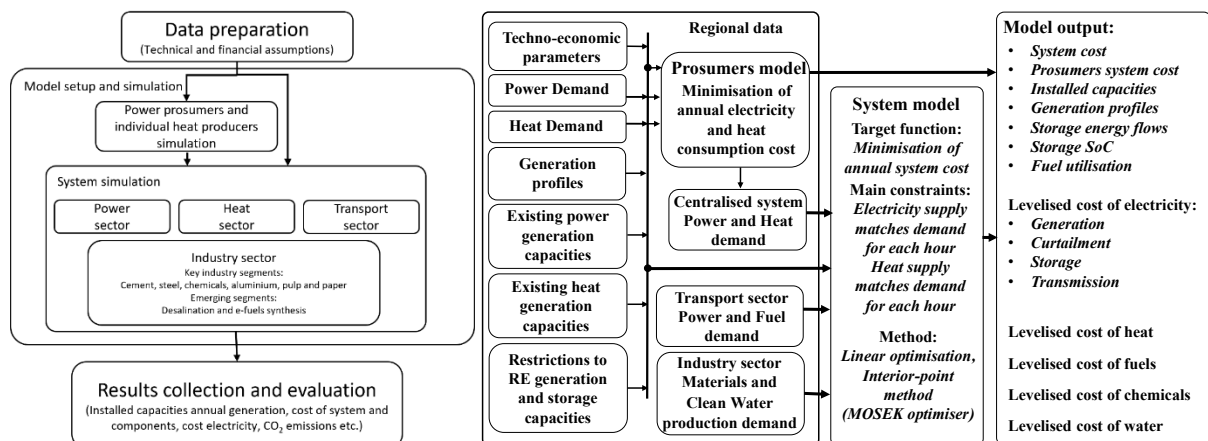 Data preparation
(Technical and financial assumptions)
Model setup and simulation
Power prosumers and
individual heat producers
simulation
System simulation
Power
sector
Heat
sector
Transport
sector
Industry sector
Key industry segments:
Cement, steel, chemicals, aluminium, pulp and paper
Emerging segments:
Desalination and e-fuels synthesis
Results collection and evaluation
(Installed capacities annual generation, cost of system and
components, cost electricity, CO2 emissions etc.)
Regional data
Techno-economic
parameters
Power Demand
Heat Demand
Generation
profiles
Existing power
generation
capacities
Existing heat
generation
capacities
Restrictions to
RE generation
and storage
capacities
Prosumers model
Minimisation of
annual electricity
and heat
consumption cost
Centralised system
Power and Heat
demand
Transport sector
Power and Fuel
demand
Industry sector
Materials and
Clean Water
production demand
System model
Target function:
Minimisation of
annual system cost
Main constraints:
Electricity supply
matches demand
for each hour
Heat supply
matches demand
for each hour
Method:
Linear optimisation,
Interior-point
method
(MOSEK optimiser)
Model output:
• System cost
• Prosumers system cost
• Installed capacities
• Generation profiles
• Storage energy flows
• Storage SoC
• Fuel utilisation
Levelised cost of electricity:
• Generation
• Curtailment
• Storage
• Transmission
Levelised cost of heat
Levelised cost of fuels
Levelised cost of chemicals
Levelised cost of water